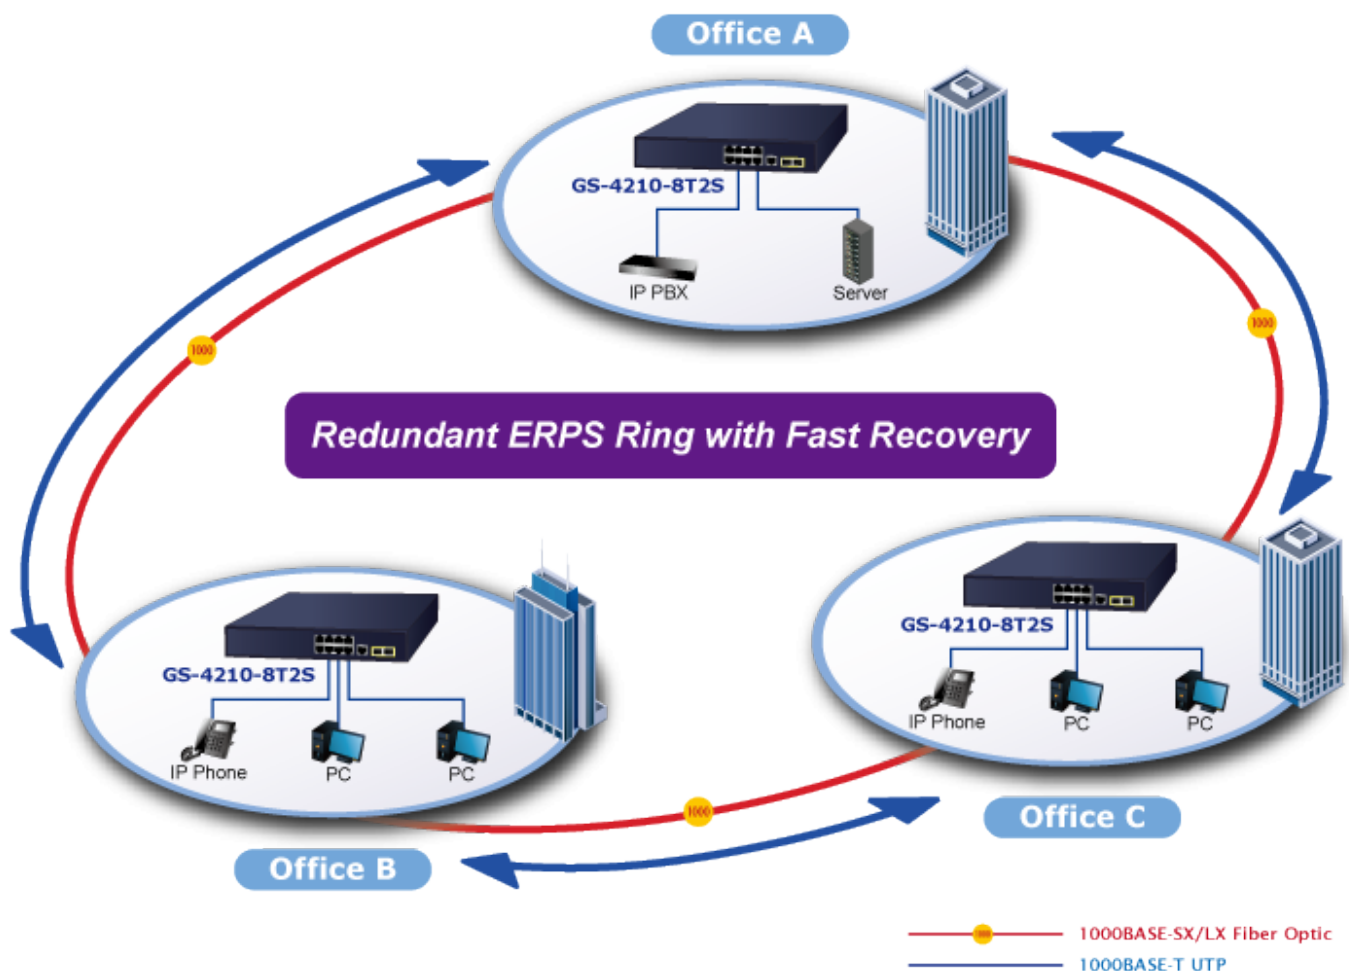 Office A
GS-4210-8T2S
IP PBX
Server
1000
1000
Redundant ERPS Ring with Fast Recovery
GS-4210-8T2S
IP Phone
PC
PC
GS-4210-8T2S
IP Phone
PC
PC
1000
Office B
Office C
1000BASE-SX/LX Fiber Optic
1000BASE-T UTP